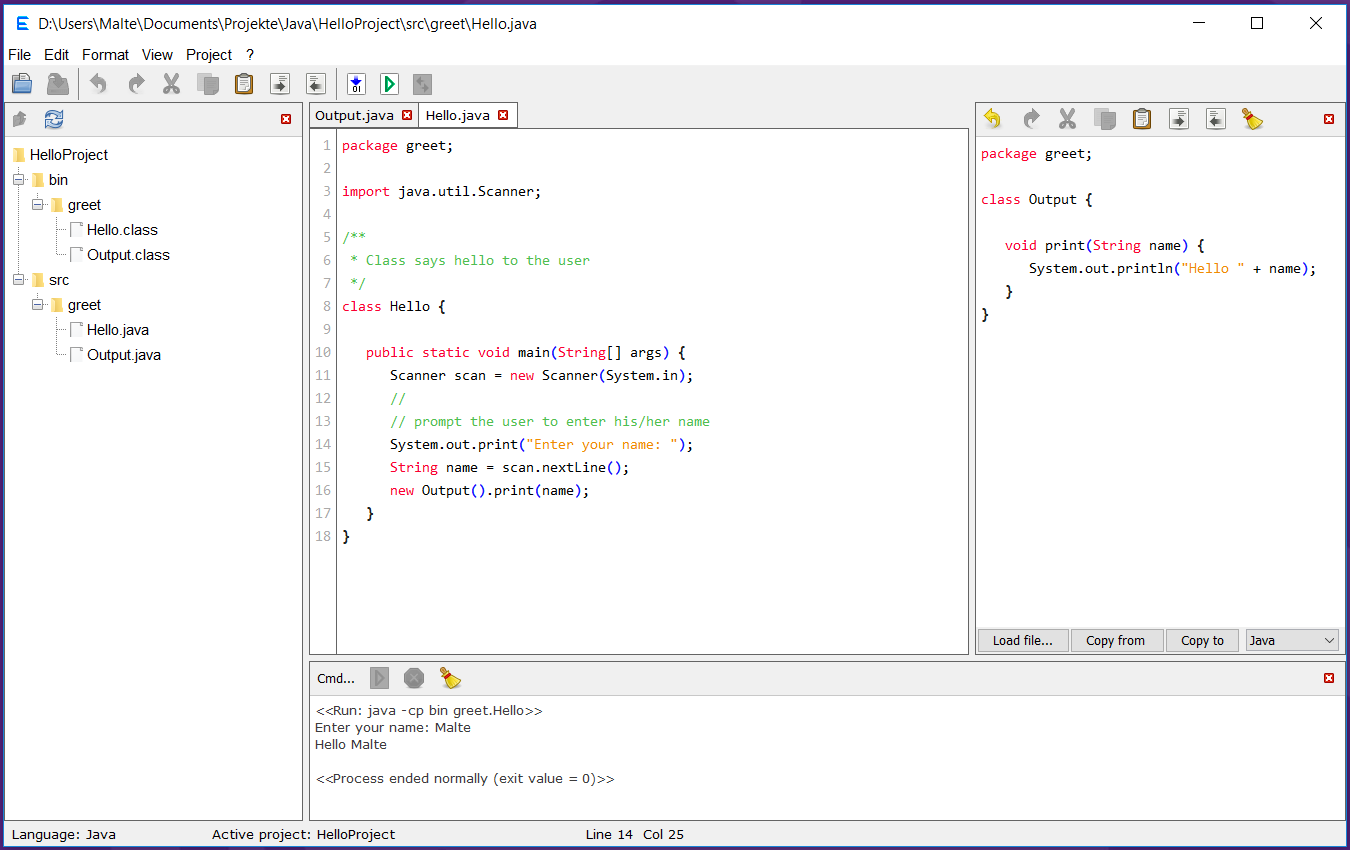 E D:\Users\Malte\Documents\Projekte\Java\HelloProject\src\greet\Hello.java
File Edit Format View Project ?
01
HelloProject
bin
greet
Hello.class
Output.class
src
greet
Hello.java
Output.java
Output.java Hello.java
1 package greet;
2
3 import java.util.Scanner;
4
5 /**
6  * Class says hello to the user
7  */
8 class Hello {
9
10    public static void main(String[] args) {
11       Scanner scan = new Scanner(System.in);
12       //
13       // prompt the user to enter his/her name
14       System.out.print("Enter your name: ");
15       String name = scan.nextLine();
16       new Output().print(name);
17    }
18 }
package greet;
class Output {
   void print(String name) {
      System.out.println("Hello " + name);
   }
}
Load file... Copy from Copy to Java
Cmd...
<<Run: java -cp bin greet.Hello>>
Enter your name: Malte
Hello Malte
<<Process ended normally (exit value = 0)>>
Language: Java Active project: HelloProject Line 14 Col 25